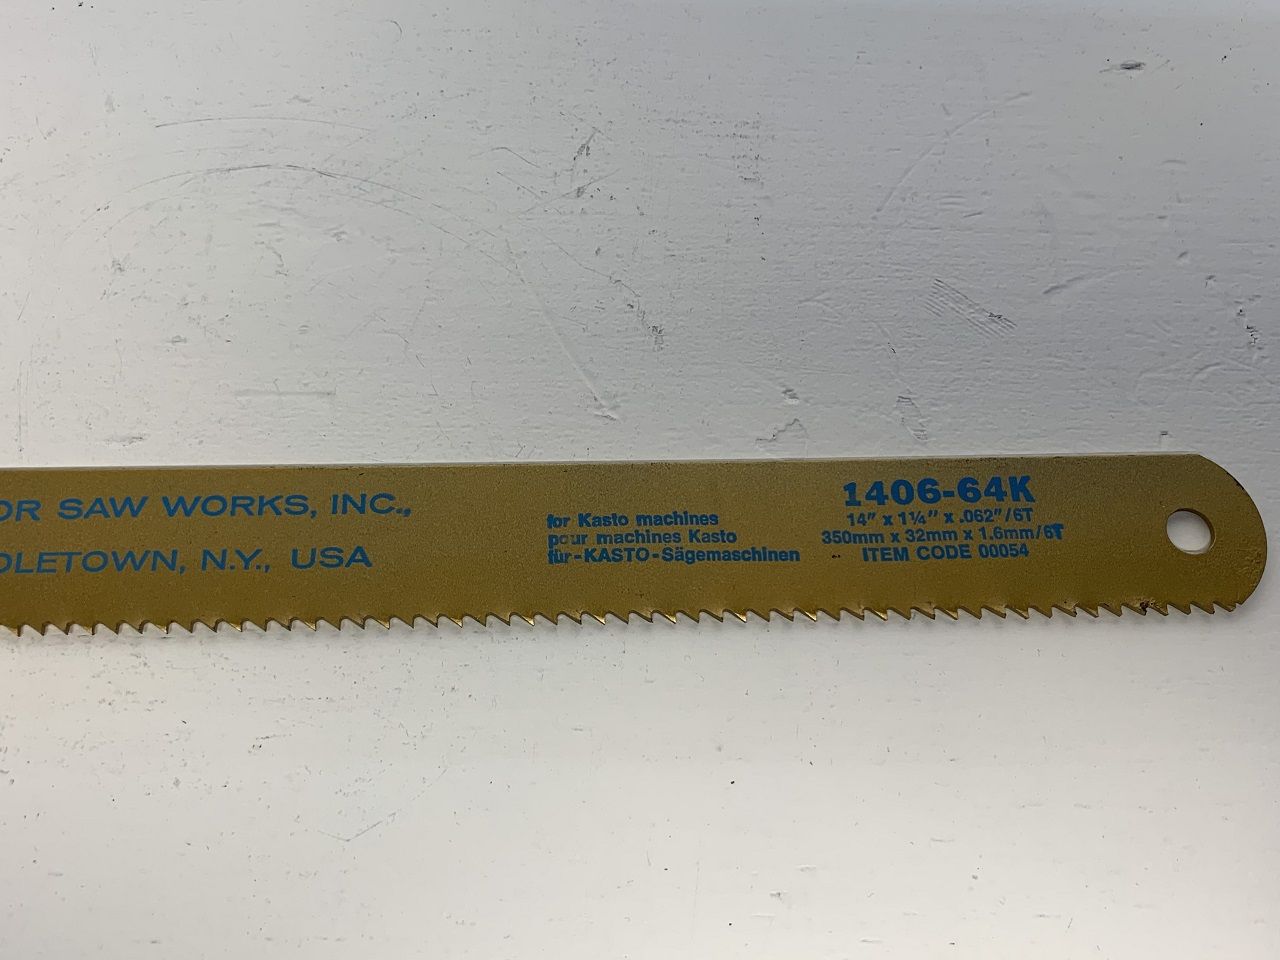 OR SAW WORKS, INC.,
DLETOWN, N.Y., USA
for Kasto machines
pour machines Kasto
für-KASTO-Sägemaschinen
1406-64K
14" x 1¼" x .062"/6T
350mm x 32mm x 1.6mm/6T
ITEM CODE 00054